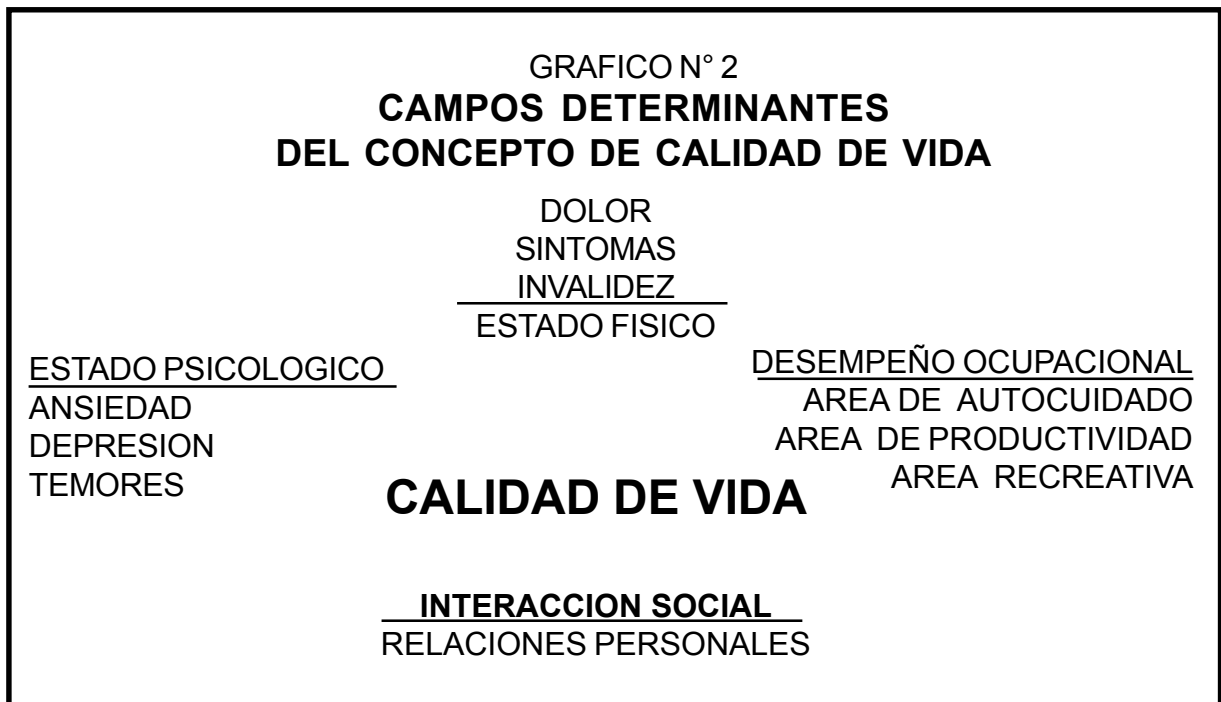 GRAFICO N° 2
CAMPOS DETERMINANTES
DEL CONCEPTO DE CALIDAD DE VIDA
DOLOR
SINTOMAS
INVALIDEZ
ESTADO FISICO
ESTADO PSICOLOGICO
ANSIEDAD
DEPRESION
TEMORES
DESEMPEÑO OCUPACIONAL
AREA DE AUTOCUIDADO
AREA DE PRODUCTIVIDAD
AREA RECREATIVA
CALIDAD DE VIDA
INTERACCION SOCIAL
RELACIONES PERSONALES